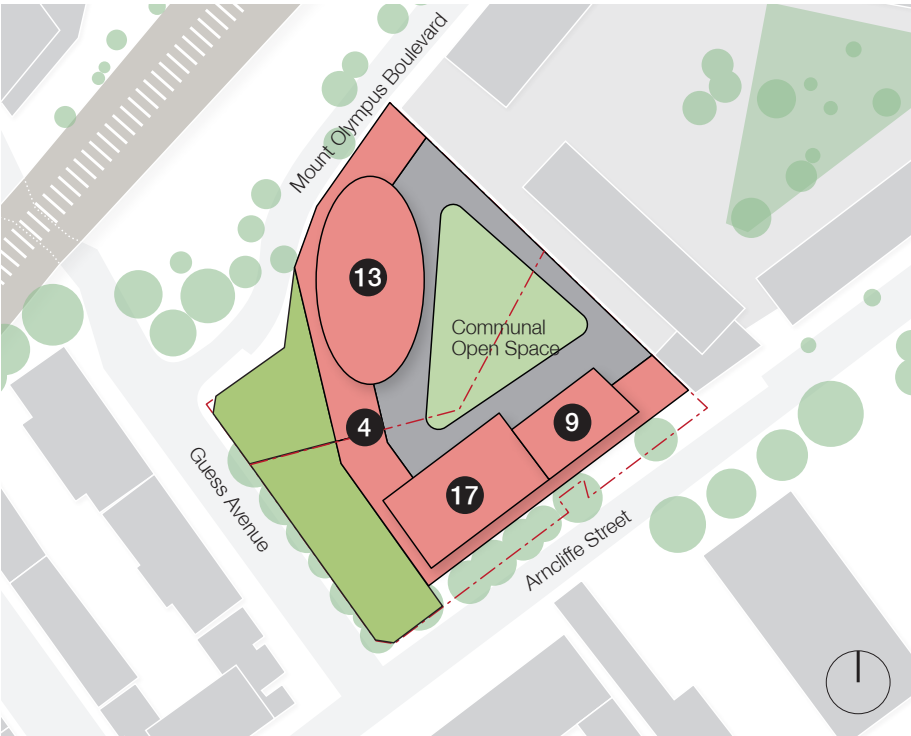 Mount Olympus Boulevard
13
Communal
Open Space
4
9
17
Guess Avenue
Arncliffe Street